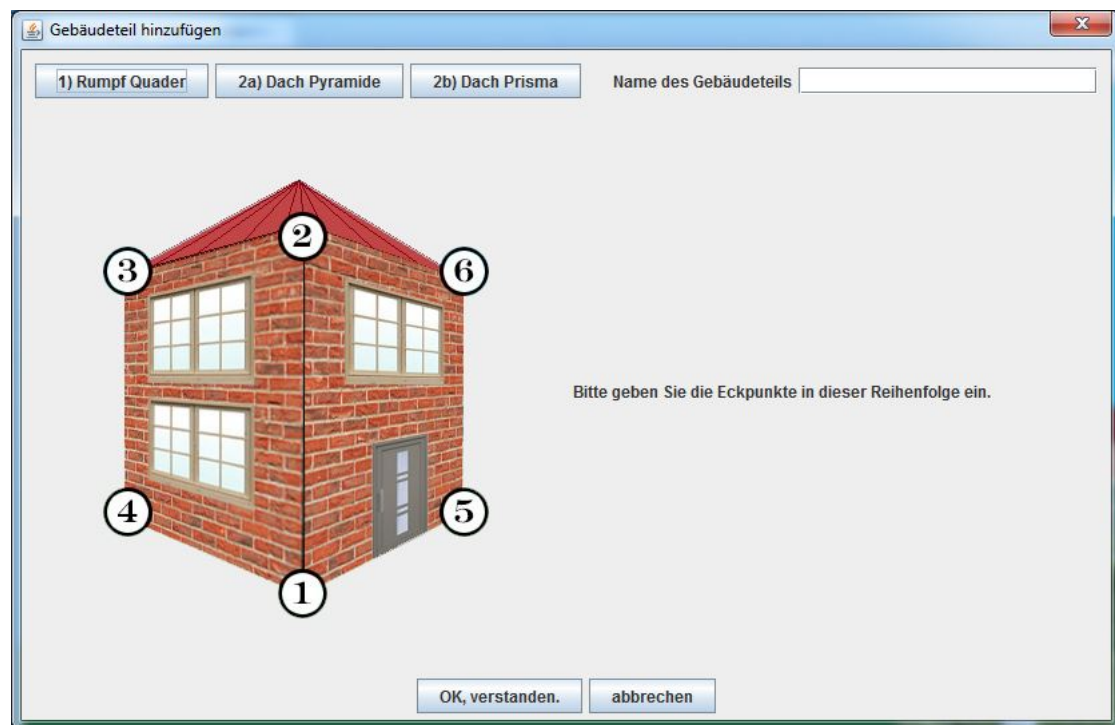 Gebäudeteil hinzufügen
1) Rumpf Quader 2a) Dach Pyramide 2b) Dach Prisma Name des Gebäudeteils
2
3 6
Bitte geben Sie die Eckpunkte in dieser Reihenfolge ein.
4 5
1
OK, verstanden. abbrechen